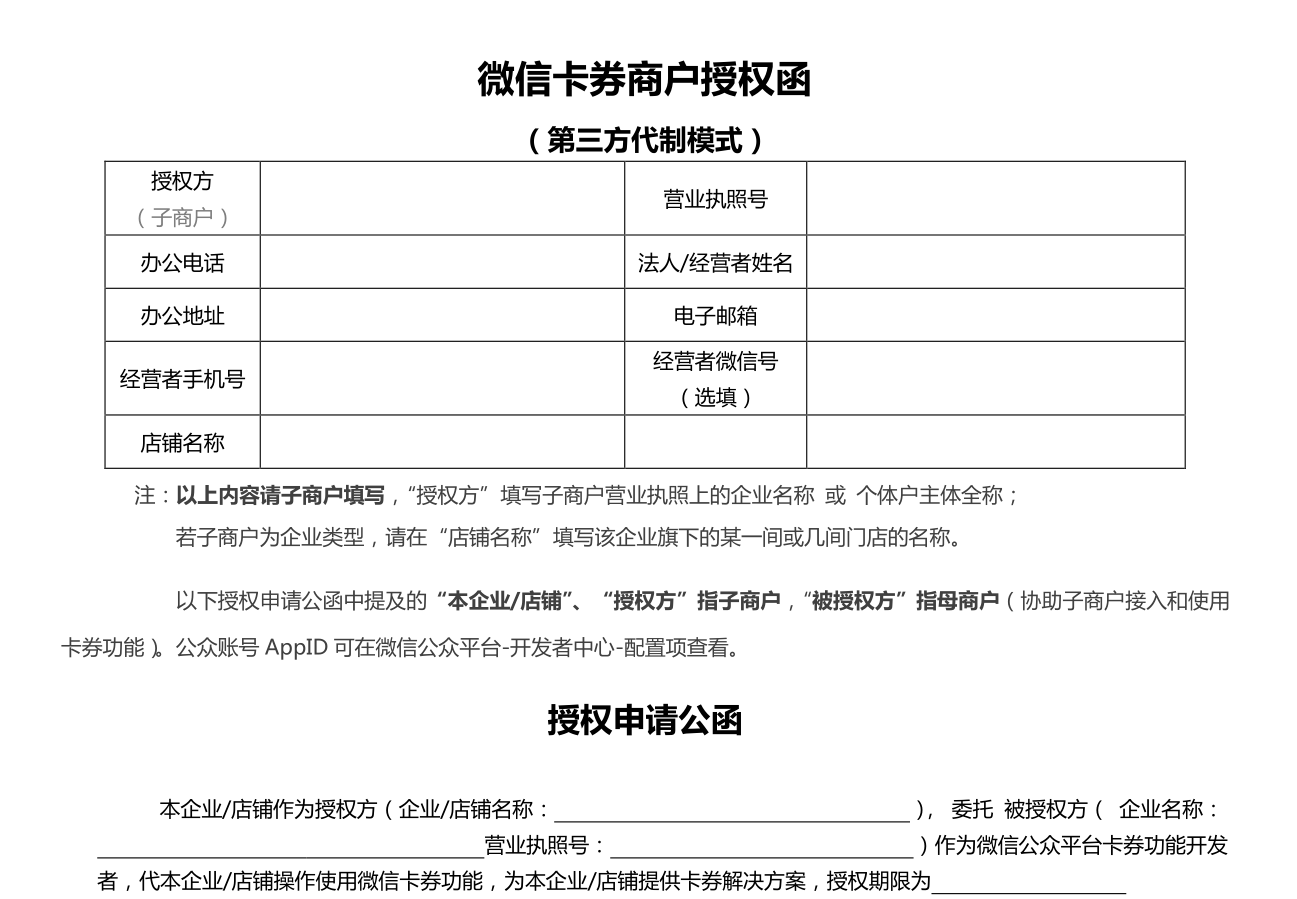 微信卡券商户授权函
（第三方代制模式）
授权方
（子商户）
营业执照号
办公电话
法人/经营者姓名
办公地址
电子邮箱
经营者手机号
经营者微信号
（选填）
店铺名称
注：以上内容请子商户填写，“授权方”填写子商户营业执照上的企业名称 或 个体户主体全称；
若子商户为企业类型，请在“店铺名称”填写该企业旗下的某一间或几间门店的名称。
以下授权申请公函中提及的“本企业/店铺”、“授权方”指子商户，“被授权方”指母商户（协助子商户接入和使用
卡券功能）。公众账号 AppID 可在微信公众平台-开发者中心-配置项查看。
授权申请公函
本企业/店铺作为授权方（企业/店铺名称：________________________________）， 委托 被授权方（ 企业名称：
___________________________________营业执照号：___________________________）作为微信公众平台卡券功能开发
者，代本企业/店铺操作使用微信卡券功能，为本企业/店铺提供卡券解决方案，授权期限为_________________